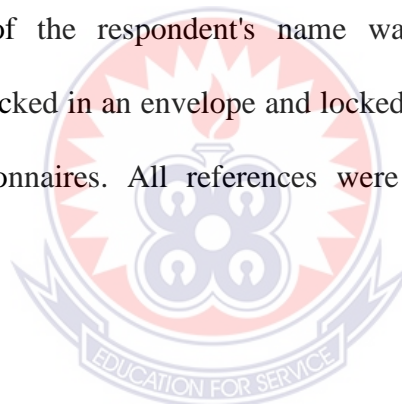 of the respondent's name wa
cked in an envelope and locked
onnaires. All references were
EDUCATION FOR SERVICE